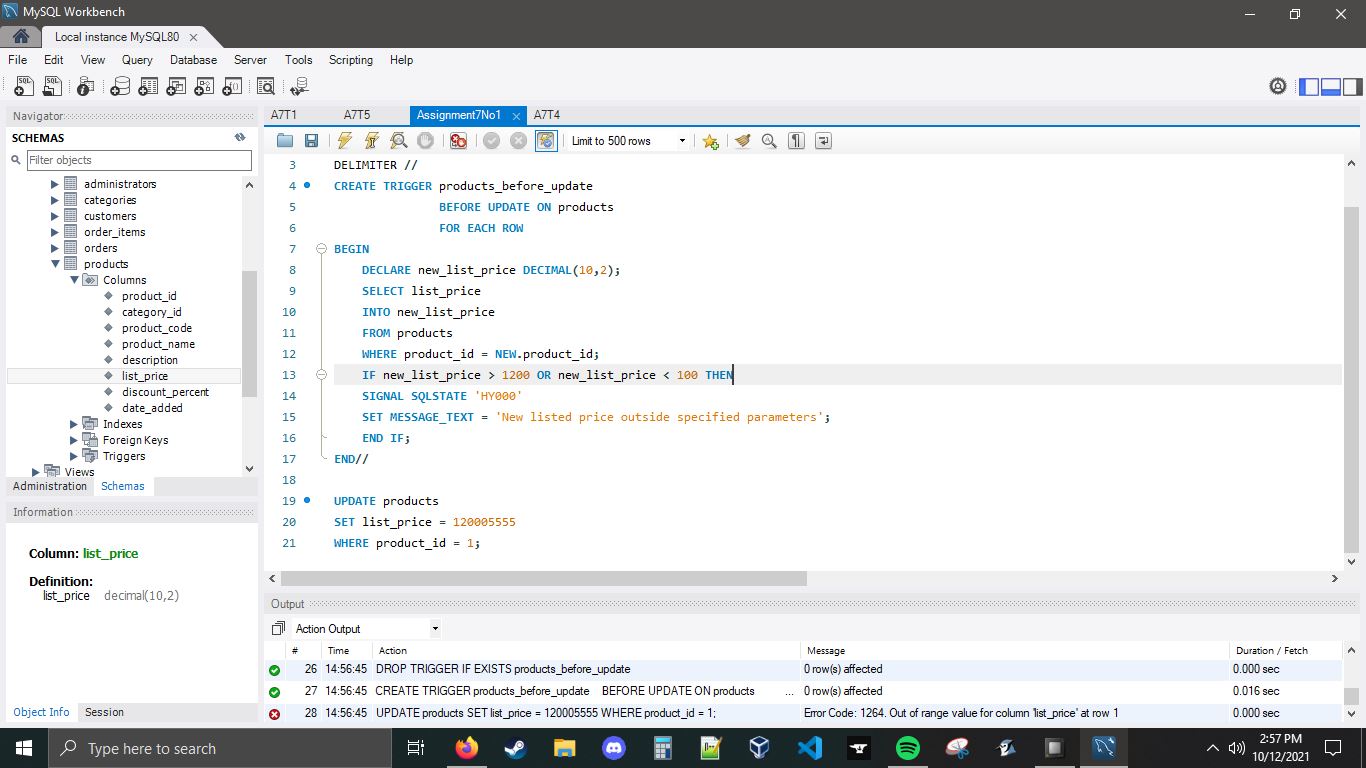 MySQL Workbench
Local instance MySQL80
File Edit View Query Database Server Tools Scripting Help
Navigator
SCHEMAS
Filter objects
administrators
categories
customers
order_items
orders
products
Columns
product_id
category_id
product_code
product_name
description
list_price
discount_percent
date_added
Indexes
Foreign Keys
Triggers
Views
Administration Schemas
Information
Column: list_price
Definition:
list_price decimal(10,2)
Object Info Session
A7T1 A7T5 Assignment7No1 A7T4
Limit to 500 rows
3 DELIMITER //
4 CREATE TRIGGER products_before_update
5 BEFORE UPDATE ON products
6 FOR EACH ROW
7 BEGIN
8 DECLARE new_list_price DECIMAL(10,2);
9 SELECT list_price
10 INTO new_list_price
11 FROM products
12 WHERE product_id = NEW.product_id;
13 IF new_list_price > 1200 OR new_list_price < 100 THEN
14 SIGNAL SQLSTATE 'HY000'
15 SET MESSAGE_TEXT = 'New listed price outside specified parameters';
16 END IF;
17 END//
18
19 UPDATE products
20 SET list_price = 120005555
21 WHERE product_id = 1;
Output
Action Output
# Time Action Message Duration / Fetch
26 14:56:45 DROP TRIGGER IF EXISTS products_before_update 0 row(s) affected 0.000 sec
27 14:56:45 CREATE TRIGGER products_before_update BEFORE UPDATE ON products ... 0 row(s) affected 0.016 sec
28 14:56:45 UPDATE products SET list_price = 120005555 WHERE product_id = 1; Error Code: 1264. Out of range value for column 'list_price' at row 1 0.000 sec
Type here to search
2:57 PM
10/12/2021